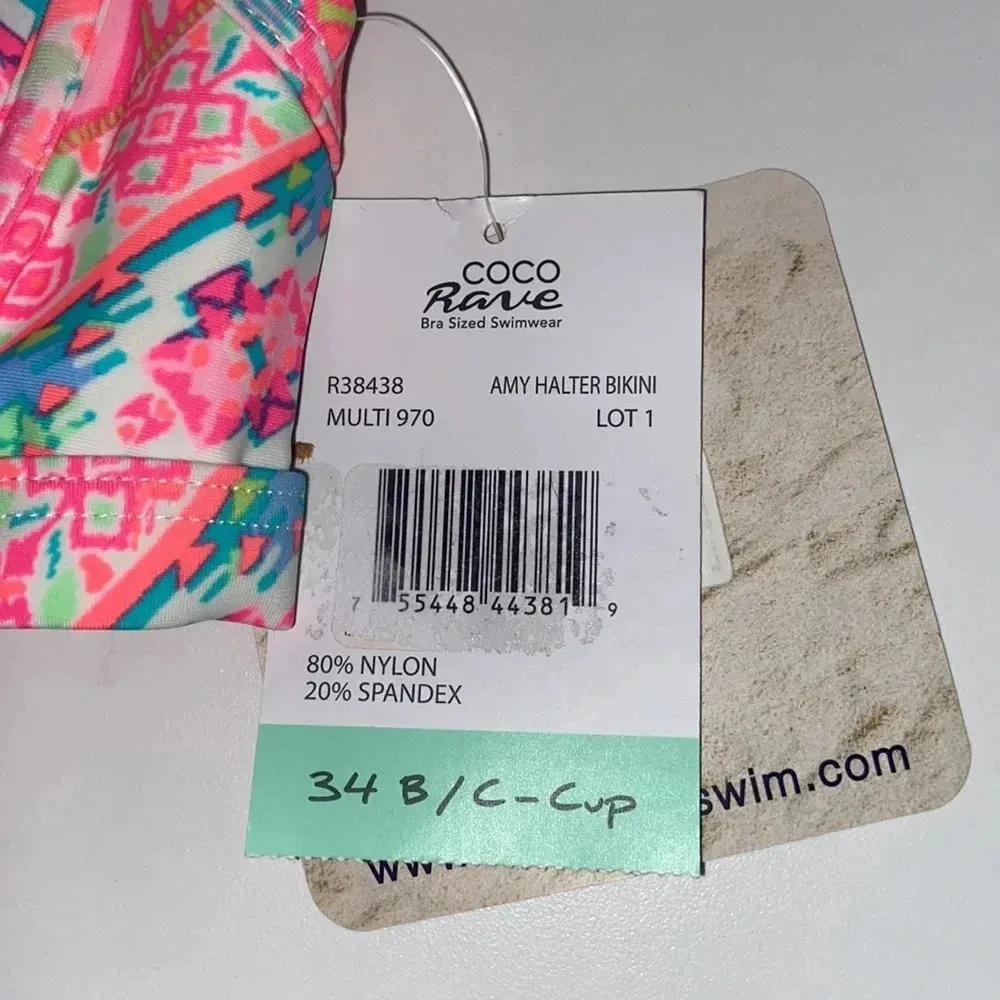 COCO
Rave
Bra Sized Swimwear
R38438 AMY HALTER BIKINI
MULTI 970 LOT 1
7 55448 44381 9
80% NYLON
20% SPANDEX
34 B/C-Cup
swim.com
www.